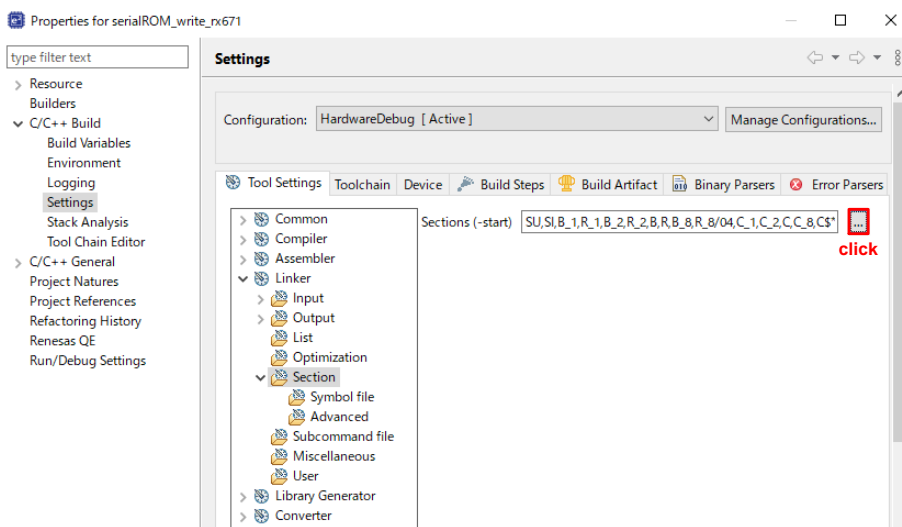 Properties for serialROM_write_rx671
type filter text
Resource
Builders
C/C++ Build
Build Variables
Environment
Logging
Settings
Stack Analysis
Tool Chain Editor
C/C++ General
Project Natures
Project References
Refactoring History
Renesas QE
Run/Debug Settings
Settings
Configuration: HardwareDebug [ Active ] Manage Configurations...
Tool Settings Toolchain Device Build Steps Build Artifact Binary Parsers Error Parsers
Common
Compiler
Assembler
Linker
Input
Output
List
Optimization
Section
Symbol file
Advanced
Subcommand file
Miscellaneous
User
Library Generator
Converter
Sections (-start) SU,SI,B_1,R_1,B_2,R_2,B,R,B_8,R_8/04,C_1,C_2,C,C_8,C$* ...
click